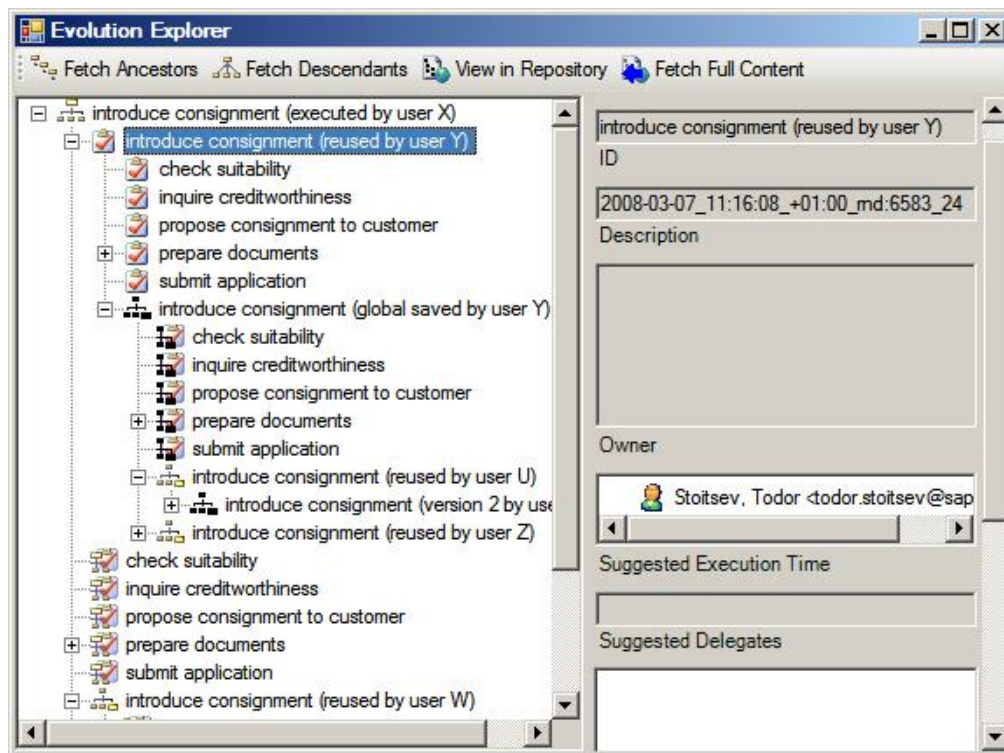 Evolution Explorer
Fetch Ancestors Fetch Descendants View in Repository Fetch Full Content
introduce consignment (executed by user X)
introduce consignment (reused by user Y)
check suitability
inquire creditworthiness
propose consignment to customer
prepare documents
submit application
introduce consignment (global saved by user Y)
check suitability
inquire creditworthiness
propose consignment to customer
prepare documents
submit application
introduce consignment (reused by user U)
introduce consignment (version 2 by use
introduce consignment (reused by user Z)
check suitability
inquire creditworthiness
propose consignment to customer
prepare documents
submit application
introduce consignment (reused by user W)
introduce consignment (reused by user Y)
ID
2008-03-07_11:16:08_+01:00_md:6583_24
Description
Owner
Stoitsev, Todor <todor.stoitsev@sap
Suggested Execution Time
Suggested Delegates